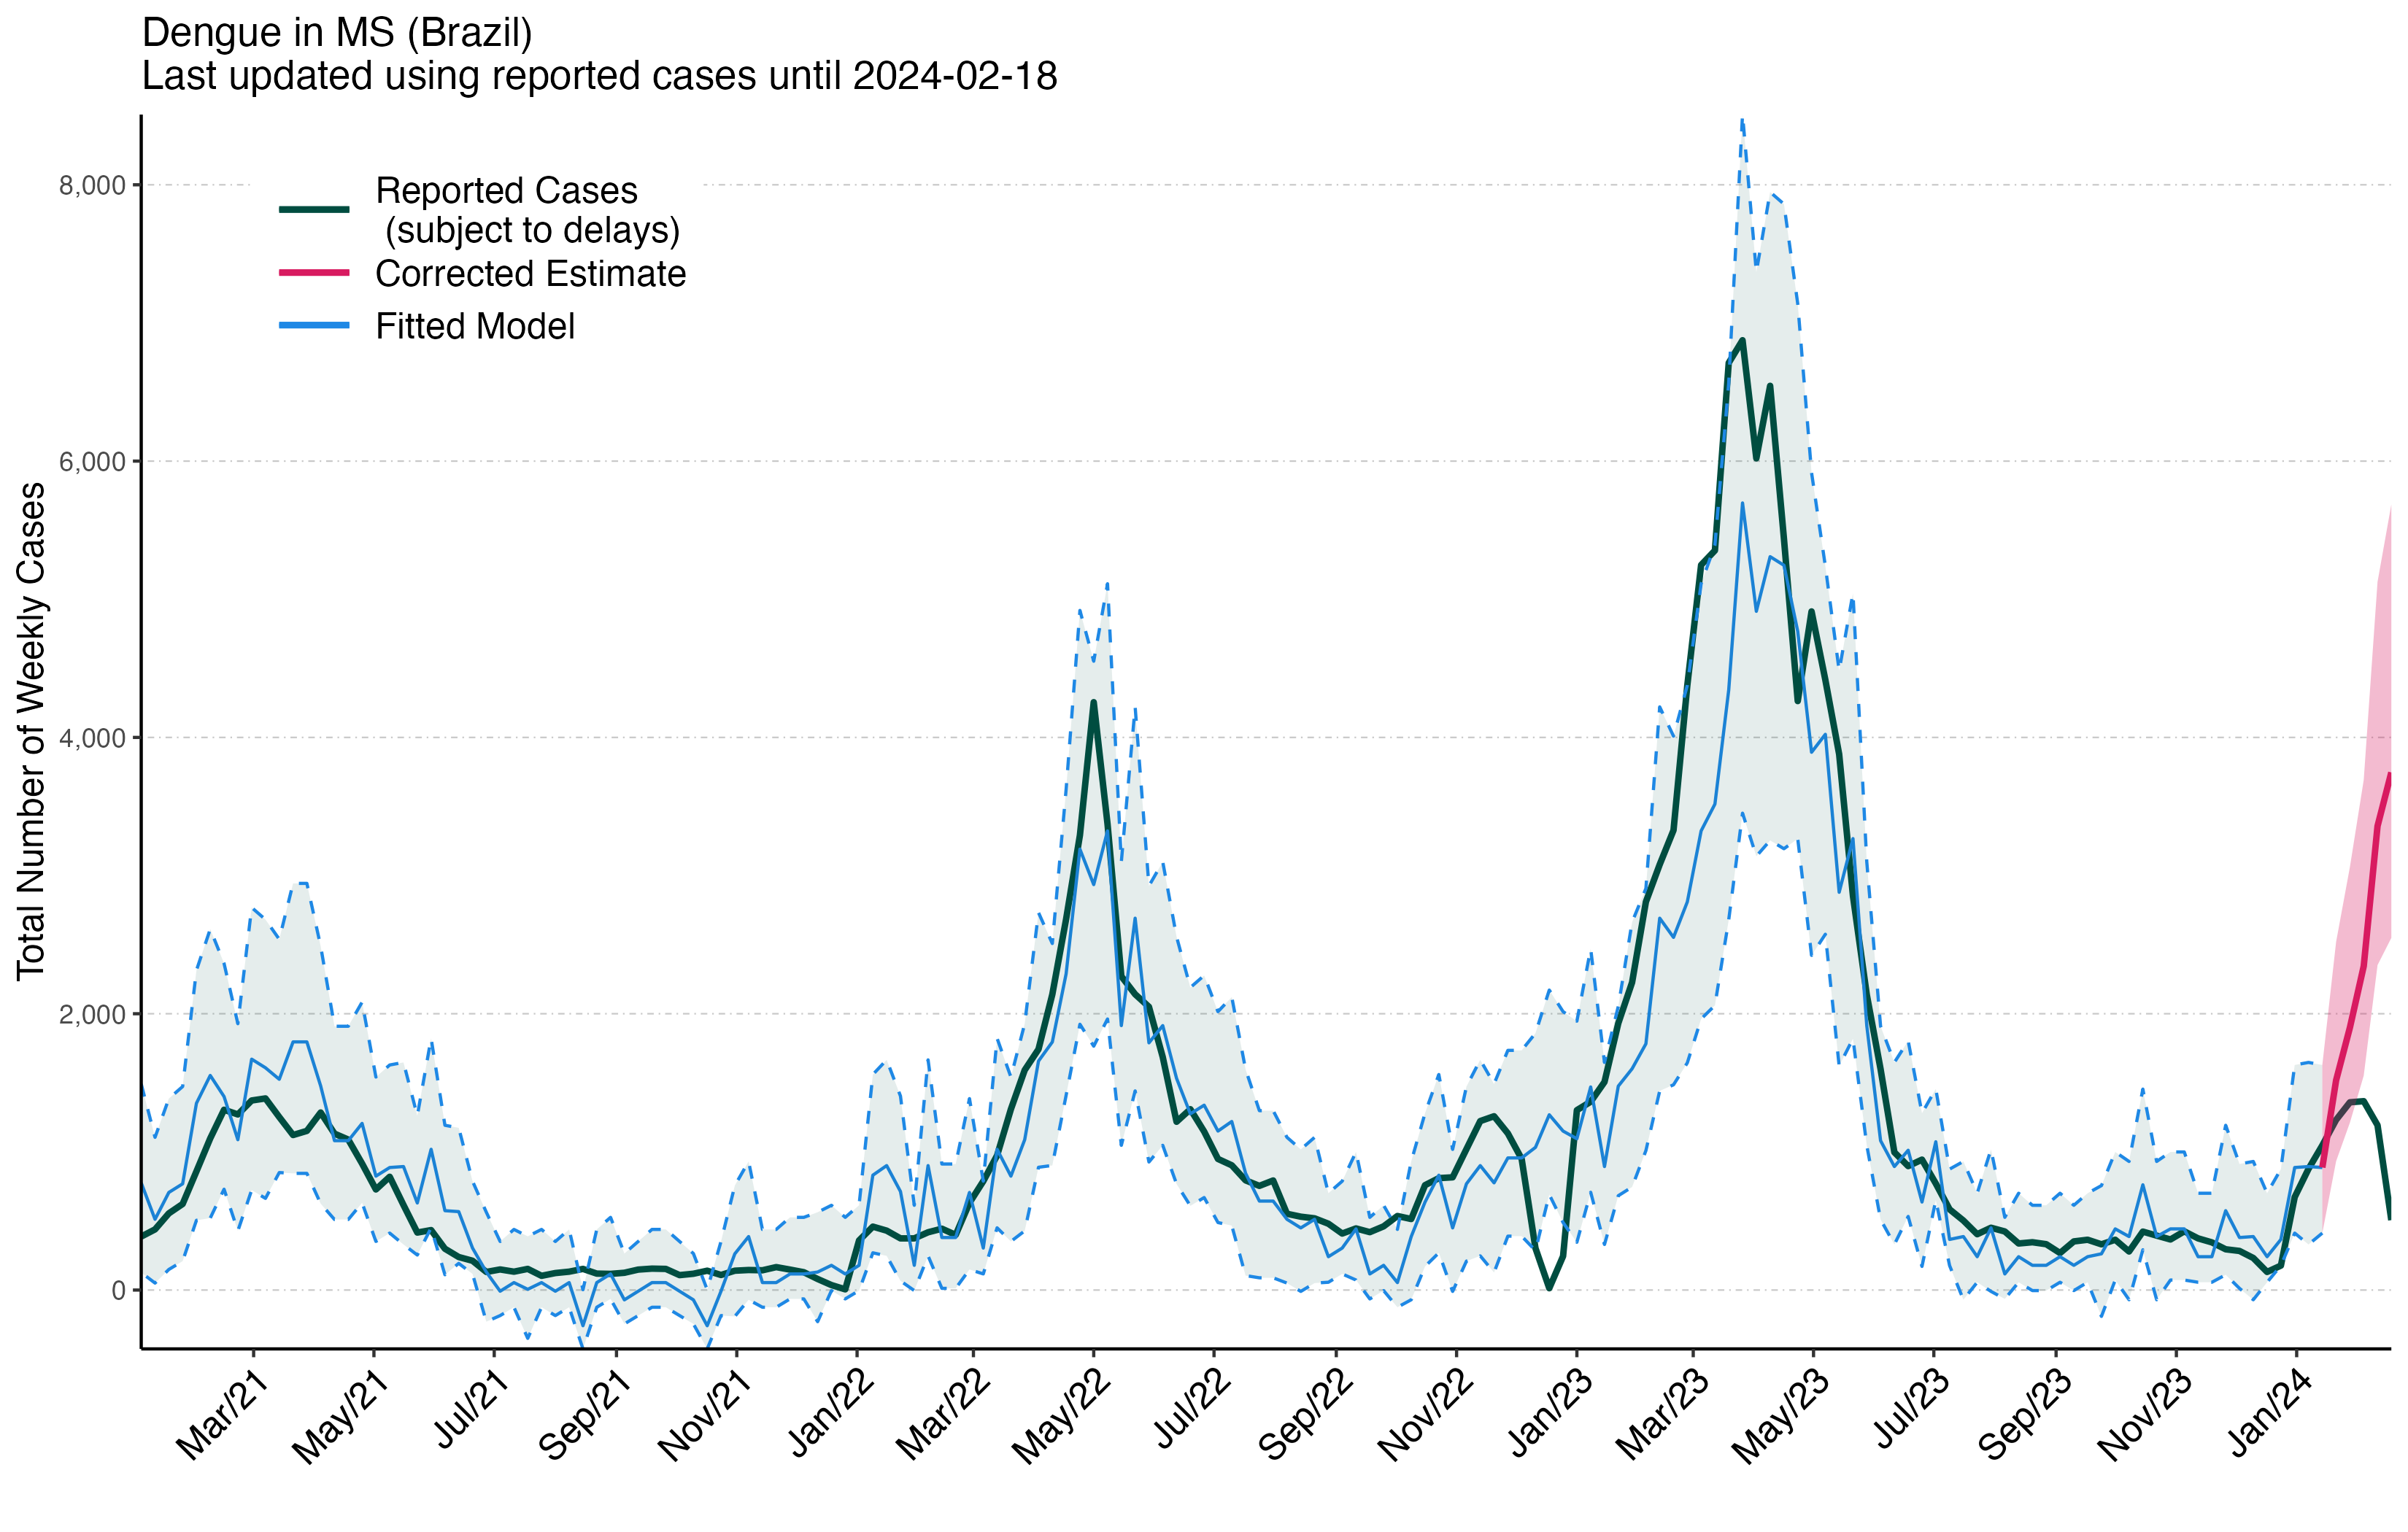 Dengue in MS (Brazil)
Last updated using reported cases until 2024-02-18
Total Number of Weekly Cases
8,000
6,000
4,000
2,000
0
Reported Cases
(subject to delays)
Corrected Estimate
Fitted Model
Mar/21
May/21
Jul/21
Sep/21
Nov/21
Jan/22
Mar/22
May/22
Jul/22
Sep/22
Nov/22
Jan/23
Mar/23
May/23
Jul/23
Sep/23
Nov/23
Jan/24